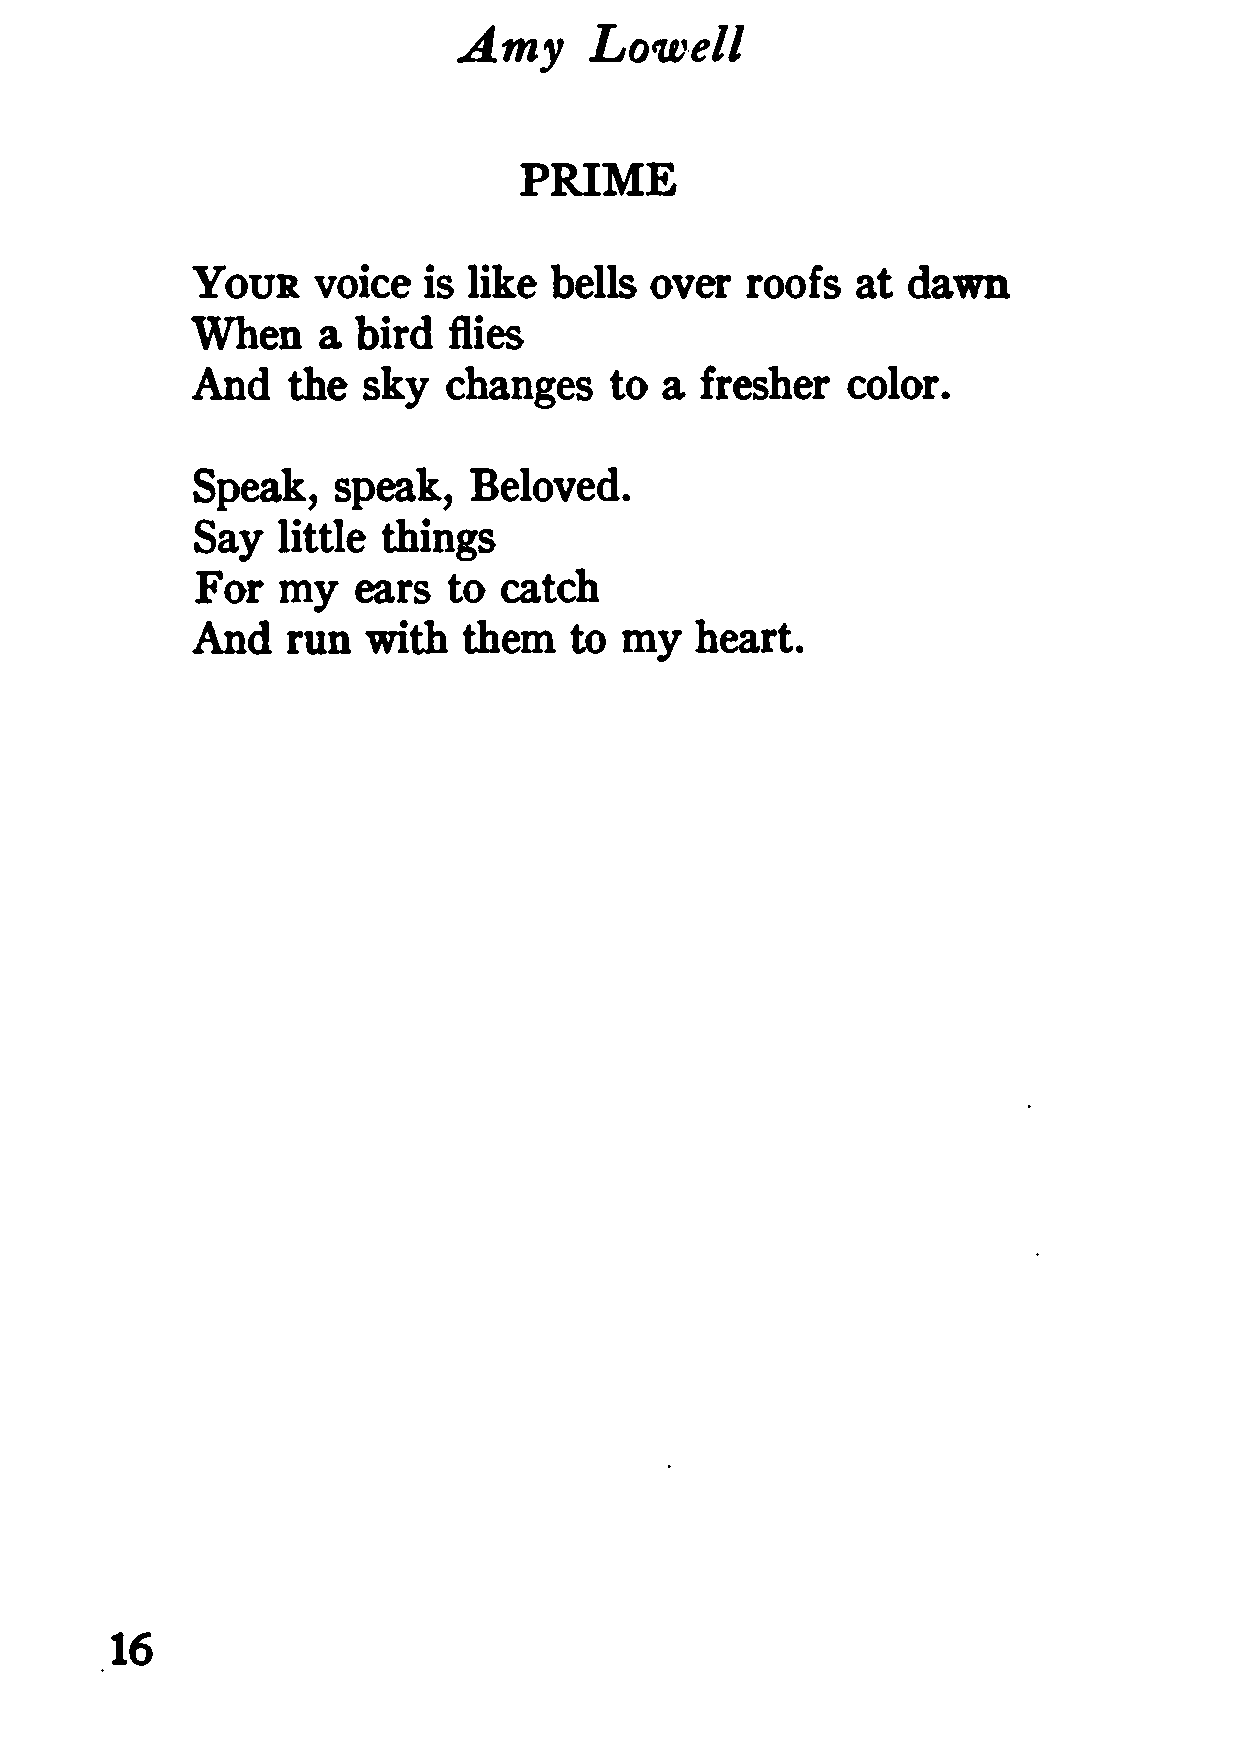 Amy Lowell
PRIME
YOUR voice is like bells over roofs at dawn
When a bird flies
And the sky changes to a fresher color.
Speak, speak, Beloved.
Say little things
For my ears to catch
And run with them to my heart.
16